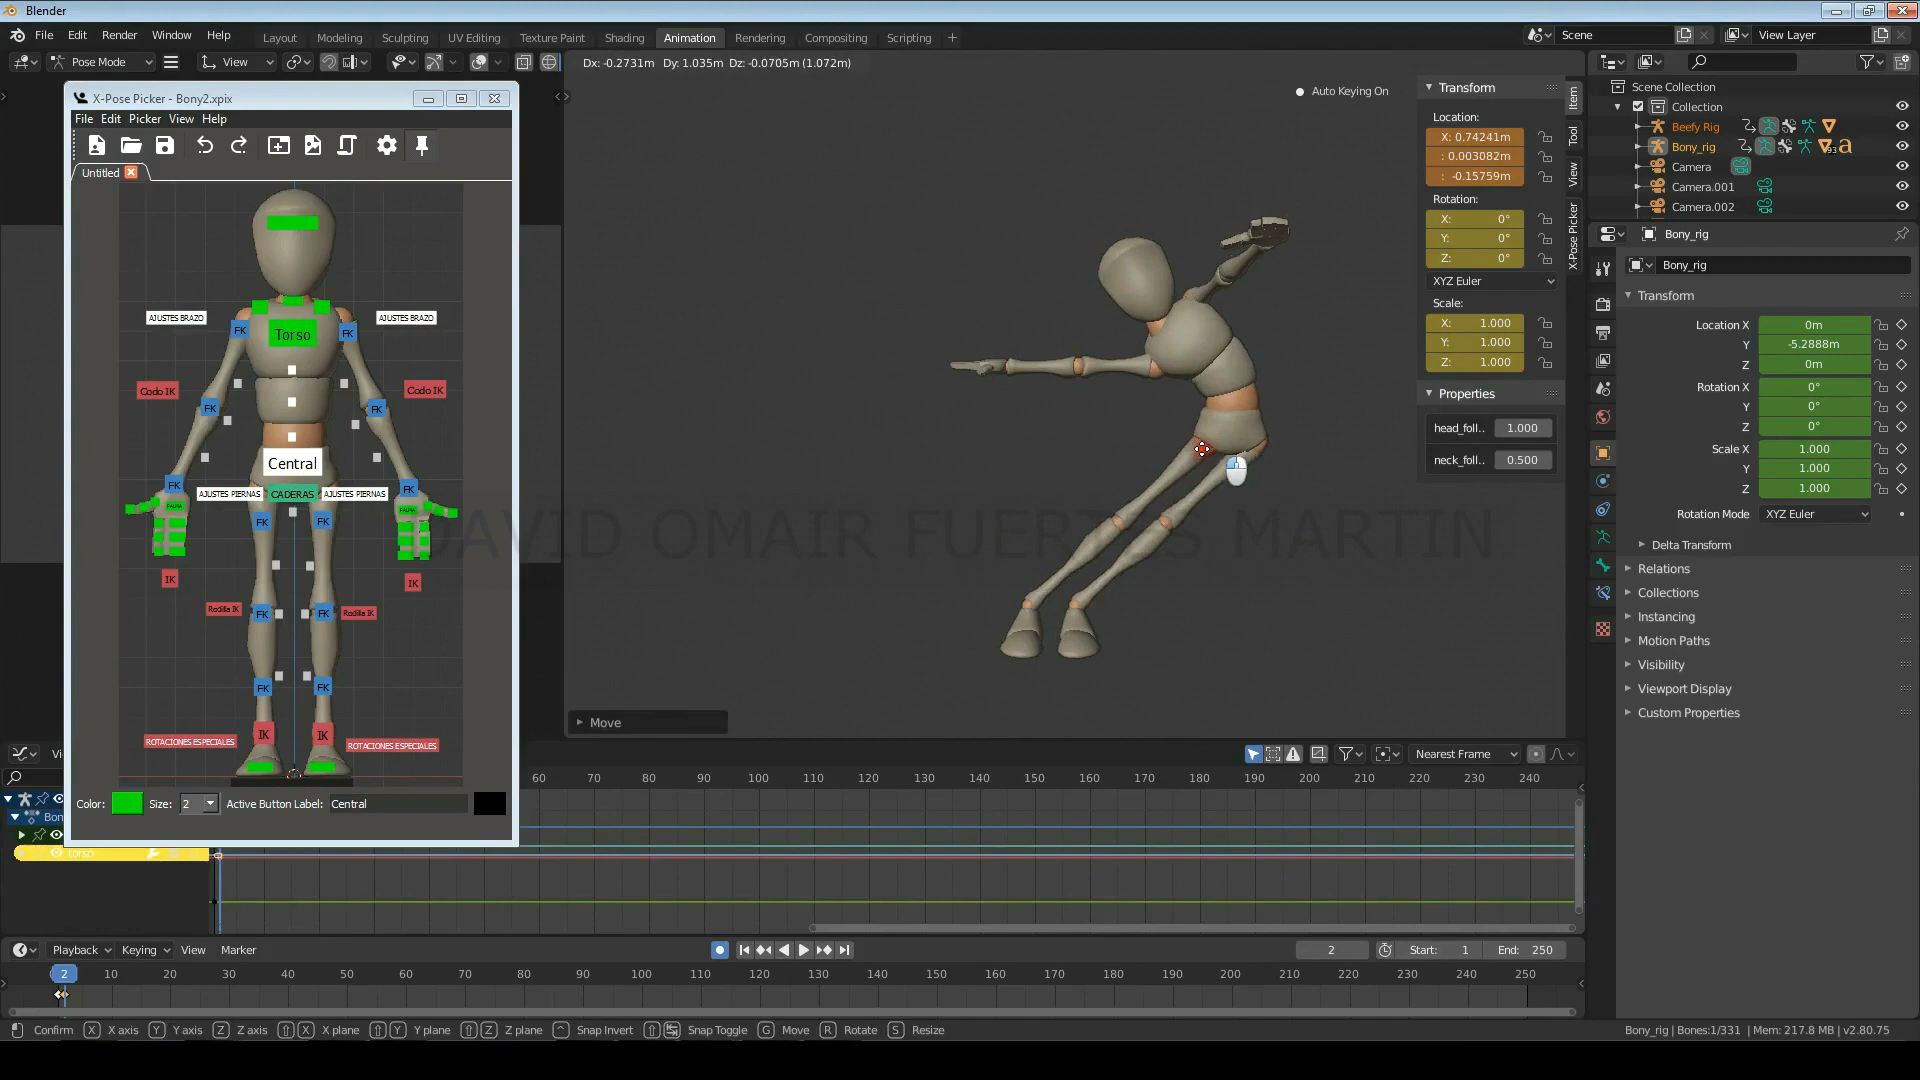 Blender
File Edit Render Window Help
Layout Modeling Sculpting UV Editing Texture Paint Shading Animation Rendering Compositing Scripting +
Scene
View Layer
Pose Mode
View
Dx: -0.2731m Dy: 1.035m Dz: -0.0705m (1.072m)
Auto Keying On
X-Pose Picker - Bony2.xpix
File Edit Picker View Help
Untitled
AJUSTES BRAZO
AJUSTES BRAZO
FK
FK
Torso
Codo IK
Codo IK
FK
FK
Central
FK
FK
AJUSTES PIERNAS
CADERAS
AJUSTES PIERNAS
PALMA
PALMA
FK
FK
IK
IK
Rodilla IK
FK
FK
Rodilla IK
FK
FK
IK
IK
ROTACIONES ESPECIALES
ROTACIONES ESPECIALES
Color:
Size: 2
Active Button Label: Central
DAVID OMAIR FUERTES MARTIN
Move
Transform
Location:
X: 0.74241m
: 0.003082m
: -0.15759m
Rotation:
X: 0°
Y: 0°
Z: 0°
XYZ Euler
Scale:
X: 1.000
Y: 1.000
Z: 1.000
Properties
head_foll.. 1.000
neck_foll.. 0.500
Item
Tool
View
X-Pose Picker
Scene Collection
Collection
Beefy Rig
Bony_rig
93
Camera
Camera.001
Camera.002
Bony_rig
Bony_rig
Transform
Location X 0m
Y -5.2888m
Z 0m
Rotation X 0°
Y 0°
Z 0°
Scale X 1.000
Y 1.000
Z 1.000
Rotation Mode XYZ Euler
Delta Transform
Relations
Collections
Instancing
Motion Paths
Visibility
Viewport Display
Custom Properties
Vi
Nearest Frame
60 70 80 90 100 110 120 130 140 150 160 170 180 190 200 210 220 230 240
Bon
torso
Playback Keying View Marker
2
Start: 1
End: 250
2 10 20 30 40 50 60 70 80 90 100 110 120 130 140 150 160 170 180 190 200 210 220 230 240 250
Confirm X X axis Y Y axis Z Z axis X X plane Y Y plane Z Z plane ^ Snap Invert Snap Toggle G Move R Rotate S Resize
Bony_rig | Bones:1/331 | Mem: 217.8 MB | v2.80.75